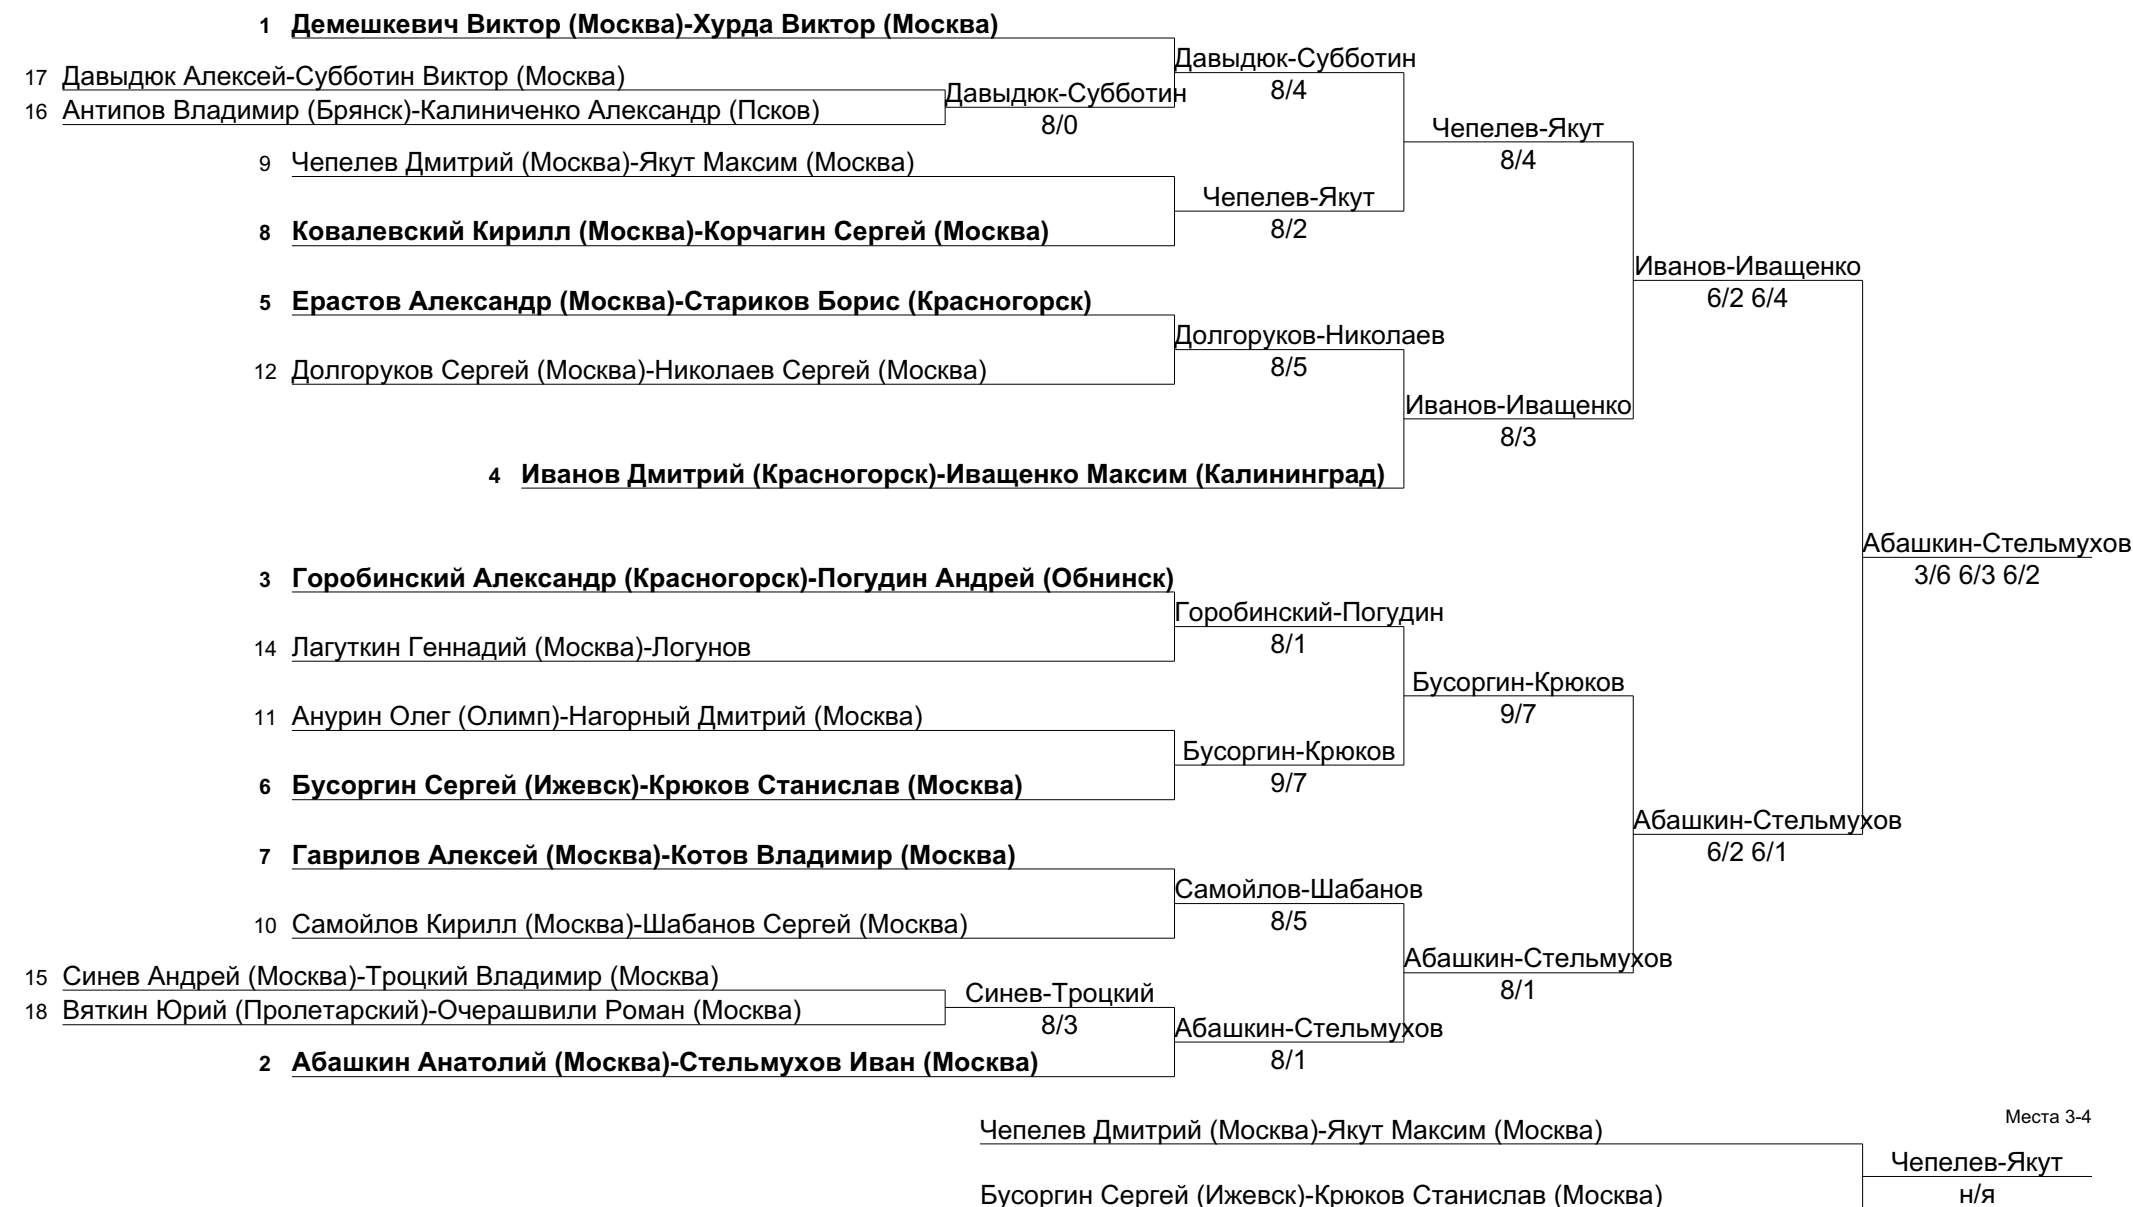 1 Демешкевич Виктор (Москва)-Хурда Виктор (Москва)
Давыдюк-Субботин
17 Давыдюк Алексей-Субботин Виктор (Москва)
8/4
Давыдюк-Субботин
16 Антипов Владимир (Брянск)-Калиниченко Александр (Псков)
8/0
Чепелев-Якут
9 Чепелев Дмитрий (Москва)-Якут Максим (Москва)
8/4
Чепелев-Якут
8 Ковалевский Кирилл (Москва)-Корчагин Сергей (Москва)
8/2
Иванов-Иващенко
6/2 6/4
5 Ерастов Александр (Москва)-Стариков Борис (Красногорск)
Долгоруков-Николаев
8/5
12 Долгоруков Сергей (Москва)-Николаев Сергей (Москва)
Иванов-Иващенко
8/3
4 Иванов Дмитрий (Красногорск)-Иващенко Максим (Калининград)
Абашкин-Стельмухов
3/6 6/3 6/2
3 Горобинский Александр (Красногорск)-Погудин Андрей (Обнинск)
Горобинский-Погудин
8/1
14 Лагуткин Геннадий (Москва)-Логунов
Бусоргин-Крюков
9/7
11 Анурин Олег (Олимп)-Нагорный Дмитрий (Москва)
Бусоргин-Крюков
9/7
6 Бусоргин Сергей (Ижевск)-Крюков Станислав (Москва)
Абашкин-Стельмухов
6/2 6/1
7 Гаврилов Алексей (Москва)-Котов Владимир (Москва)
Самойлов-Шабанов
8/5
10 Самойлов Кирилл (Москва)-Шабанов Сергей (Москва)
Абашкин-Стельмухов
8/1
15 Синев Андрей (Москва)-Троцкий Владимир (Москва)
Синев-Троцкий
8/3
18 Вяткин Юрий (Пролетарский)-Очерашвили Роман (Москва)
Абашкин-Стельмухов
8/1
2 Абашкин Анатолий (Москва)-Стельмухов Иван (Москва)
Места 3-4
Чепелев Дмитрий (Москва)-Якут Максим (Москва)
Чепелев-Якут
н/я
Бусоргин Сергей (Ижевск)-Крюков Станислав (Москва)